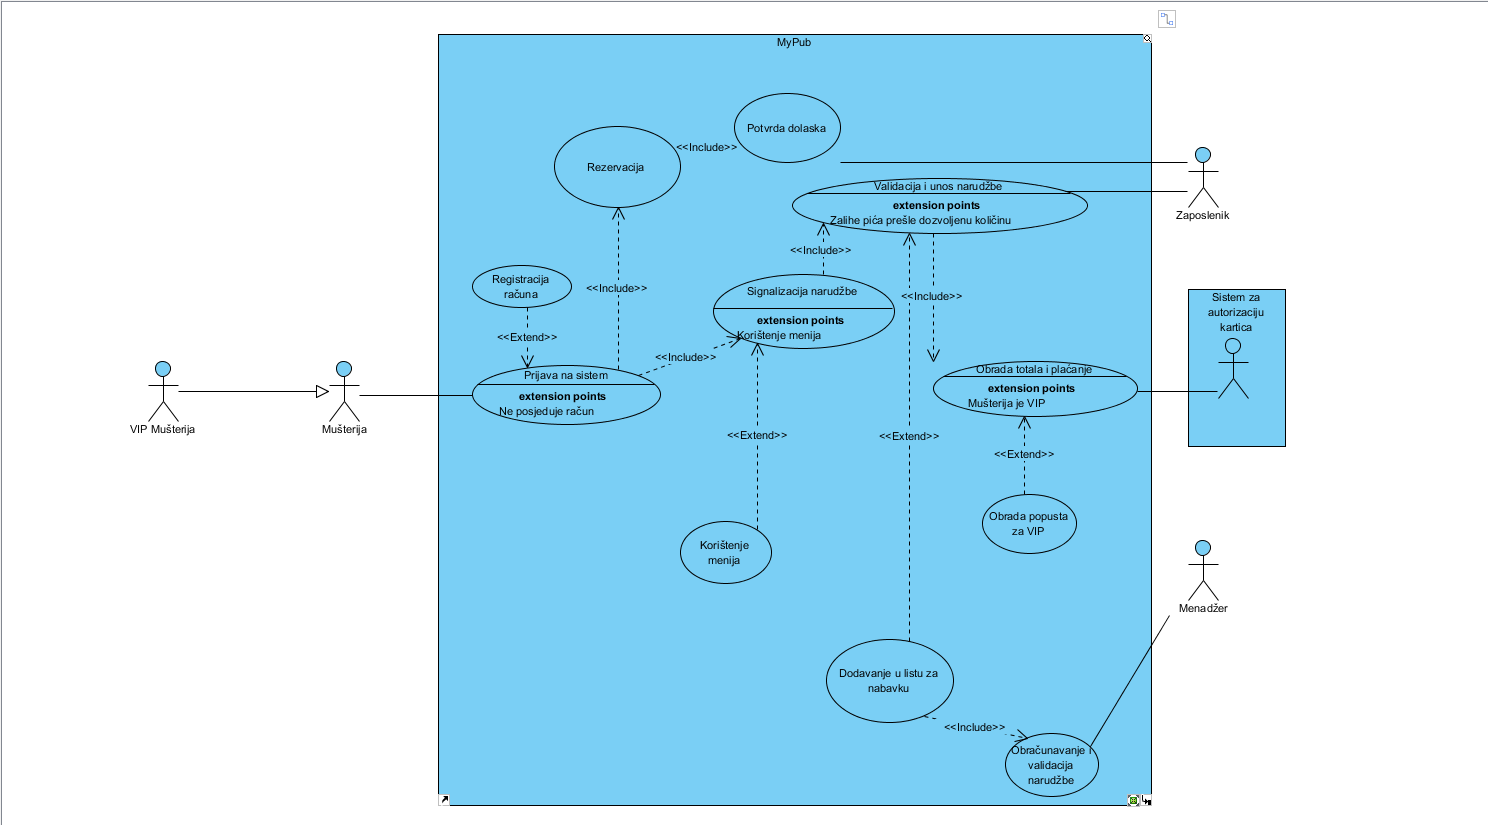 MyPub
Potvrda dolaska
<<Include>>
Rezervacija
Validacija i unos narudžbe
extension points
Zalihe pića prešle dozvoljenu količinu
Zaposlenik
<<Include>>
Registracija
računa
<<Include>>
Signalizacija narudžbe
extension points
Korištenje menija
<<Include>>
Sistem za
autorizaciju
kartica
<<Extend>>
<<Include>>
Prijava na sistem
extension points
Ne posjeduje račun
Obrada totala i plaćanje
extension points
Mušterija je VIP
VIP Mušterija
Mušterija
<<Extend>>
<<Extend>>
<<Extend>>
Obrada popusta
za VIP
Korištenje
menija
Menadžer
Dodavanje u listu za
nabavku
<<Include>>
Obračunavanje i
validacija
narudžbe